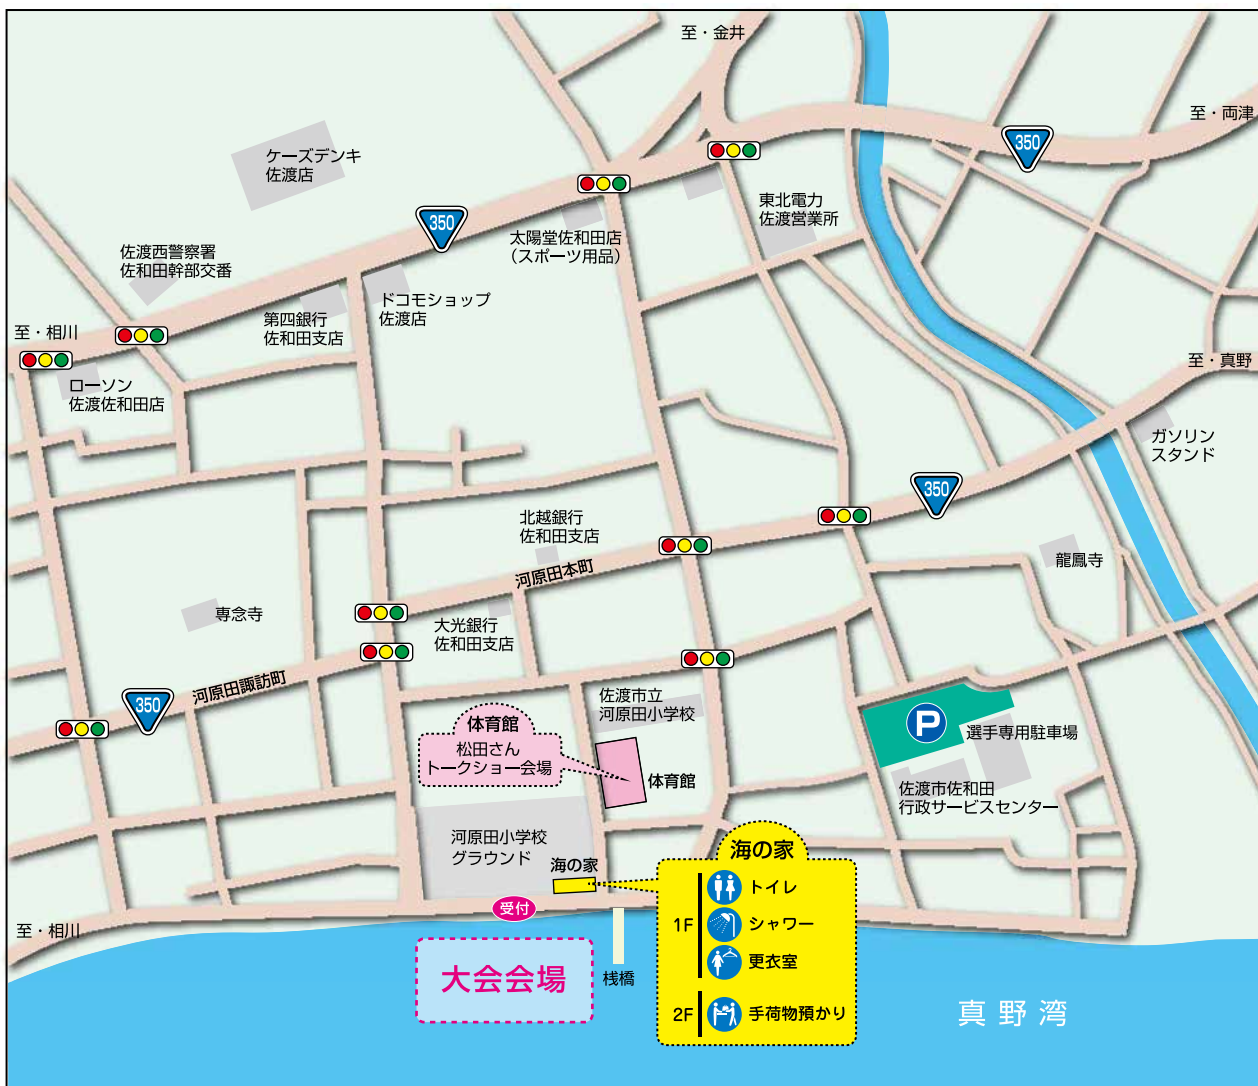 至・金井
至・両津
350
ケーズデンキ
佐渡店
東北電力
佐渡営業所
350
太陽堂佐和田店
（スポーツ用品）
佐渡西警察署
佐和田幹部交番
ドコモショップ
佐渡店
第四銀行
佐和田支店
至・相川
至・真野
ローソン
佐渡佐和田店
ガソリン
スタンド
350
北越銀行
佐和田支店
河原田本町
龍鳳寺
専念寺
大光銀行
佐和田支店
河原田諏訪町
350
佐渡市立
河原田小学校
体育館
松田さん
トークショー会場
体育館
P
選手専用駐車場
佐渡市佐和田
行政サービスセンター
河原田小学校
グラウンド
海の家
海の家
1F
トイレ
シャワー
更衣室
2F
手荷物預かり
受付
至・相川
大会会場
桟橋
真野湾